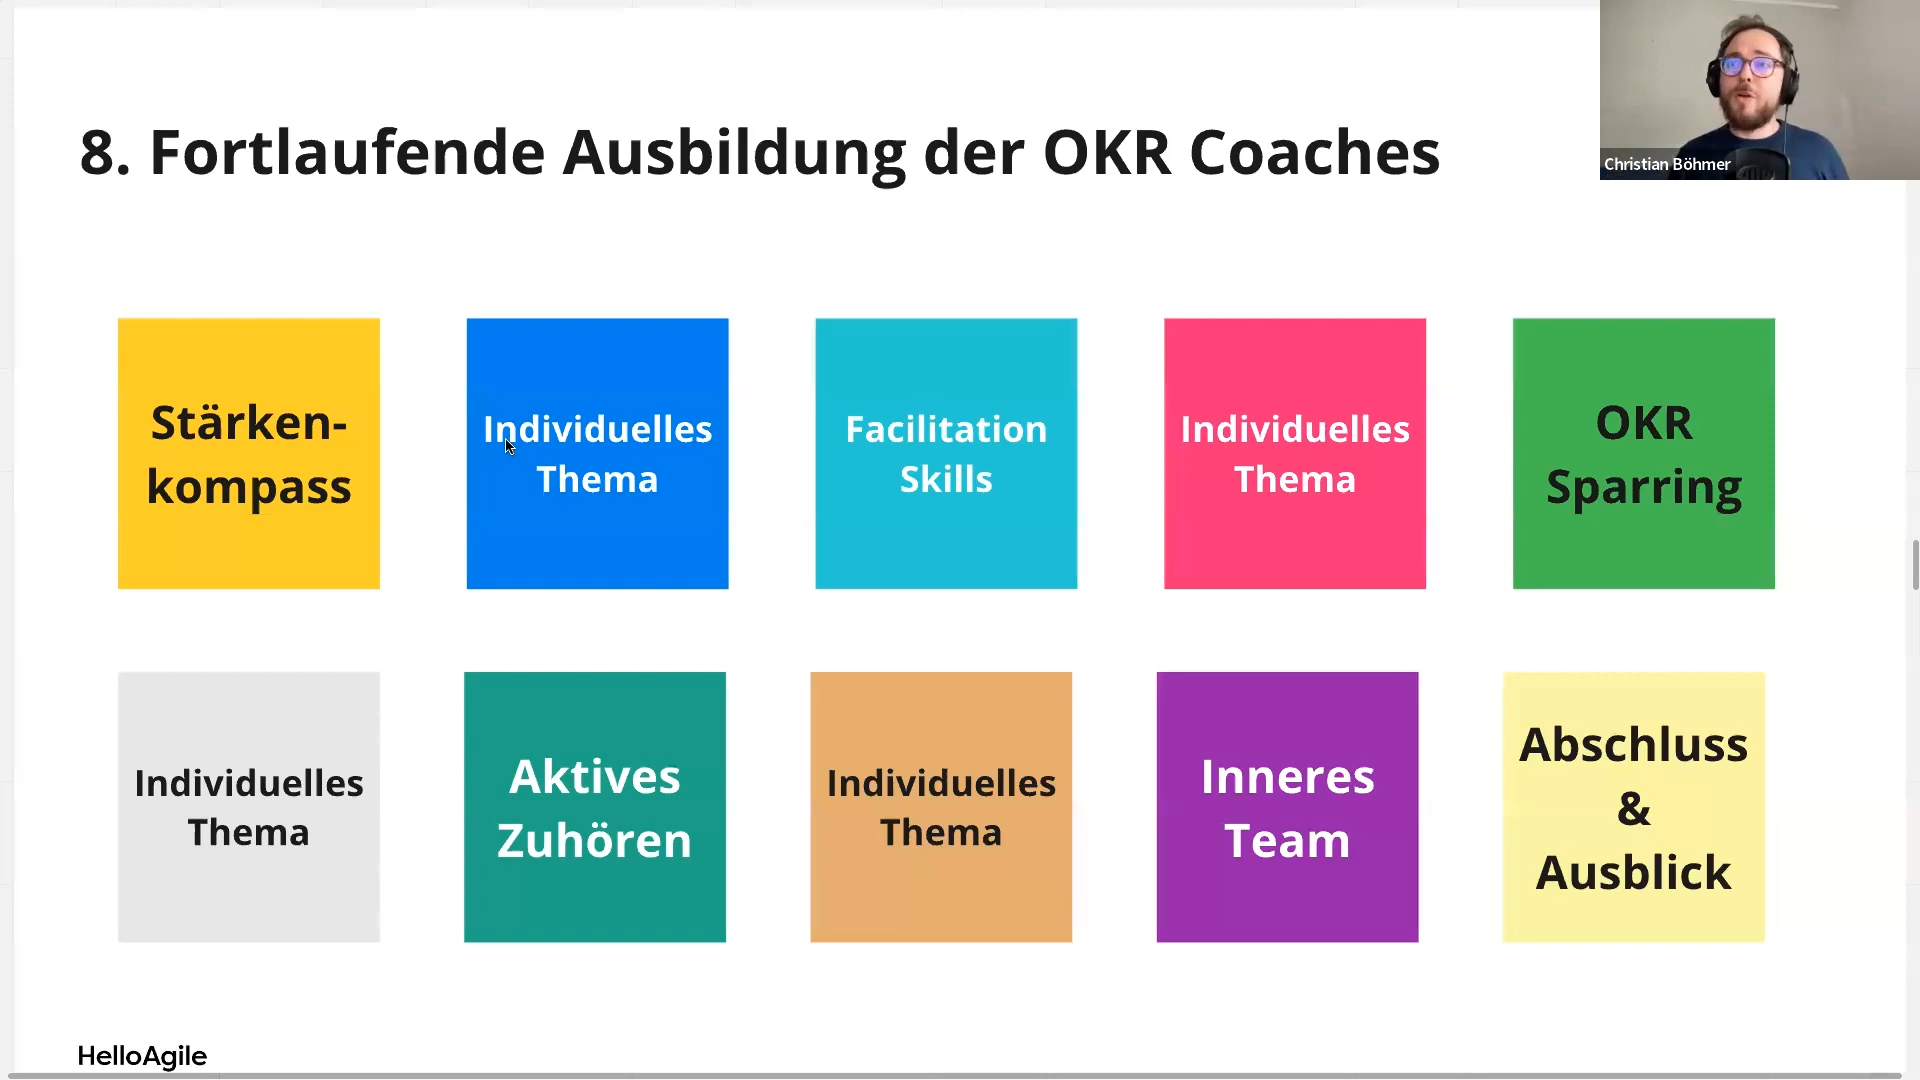 8. Fortlaufende Ausbildung der OKR Coaches
Christian Böhmer
Stärken-
kompass
Individuelles
Thema
Facilitation
Skills
Individuelles
Thema
OKR
Sparring
Individuelles
Thema
Aktives
Zuhören
Individuelles
Thema
Inneres
Team
Abschluss
&
Ausblick
HelloAgile